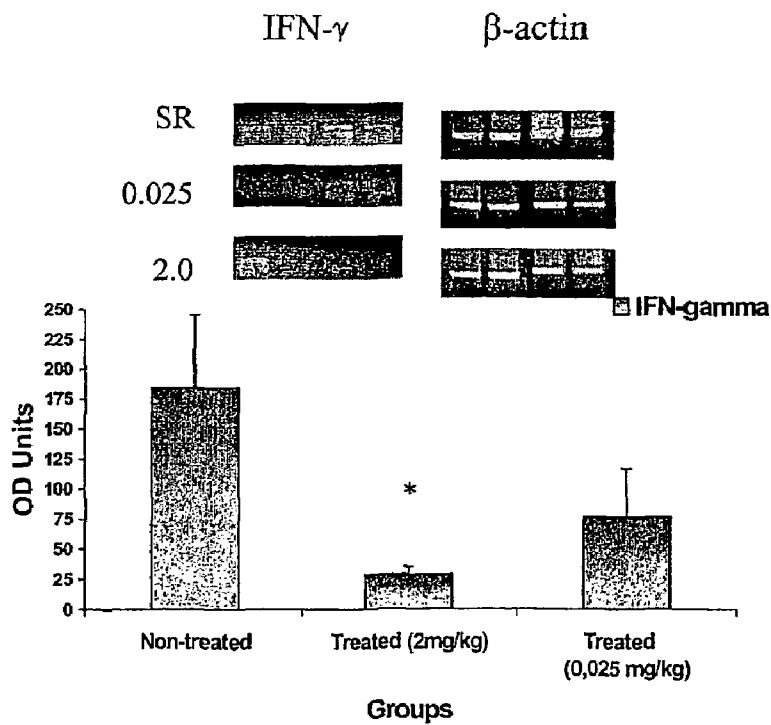 IFN-γ β-actin
SR
0.025
2.0
IFN-gamma
250
225
200
175
150
125
100
75
50
25
0
OD Units
*
Non-treated Treated (2mg/kg) Treated
(0,025 mg/kg)
Groups